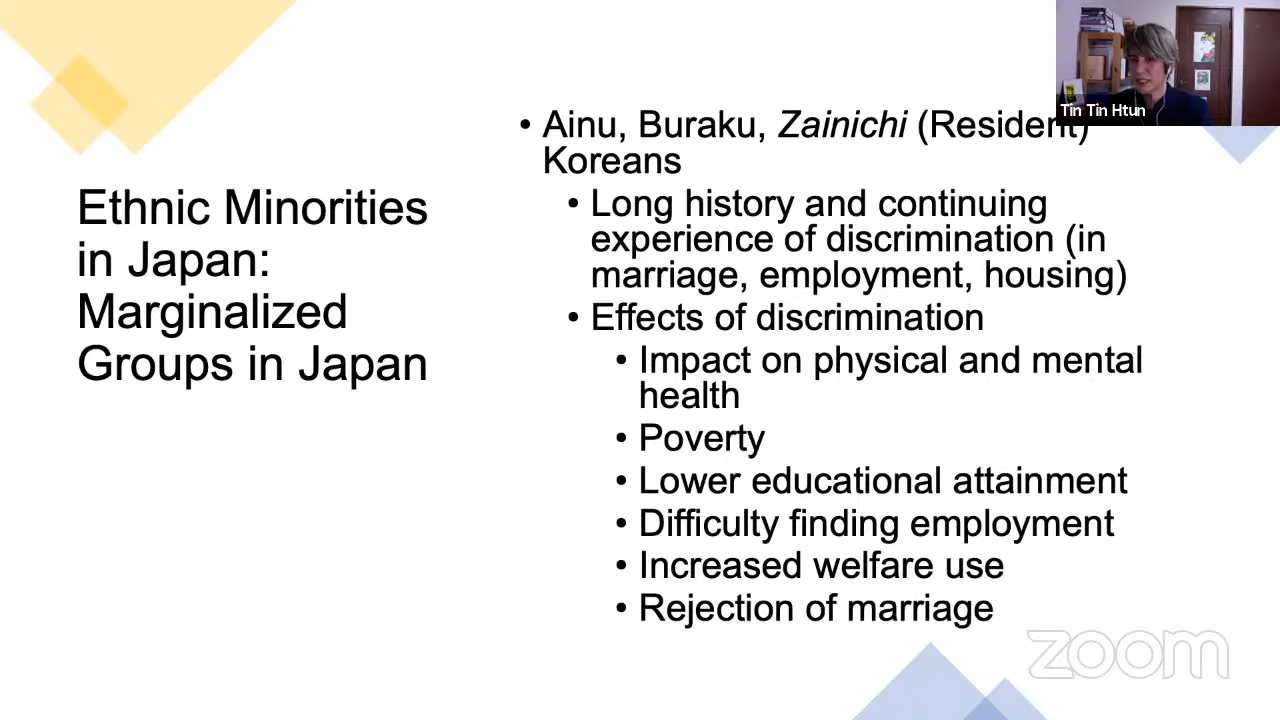 Tin Tin Htun
Ethnic Minorities
in Japan:
Marginalized
Groups in Japan
• Ainu, Buraku, Zainichi (Resident)
Koreans
• Long history and continuing
experience of discrimination (in
marriage, employment, housing)
• Effects of discrimination
• Impact on physical and mental
health
• Poverty
• Lower educational attainment
• Difficulty finding employment
• Increased welfare use
• Rejection of marriage
zoom